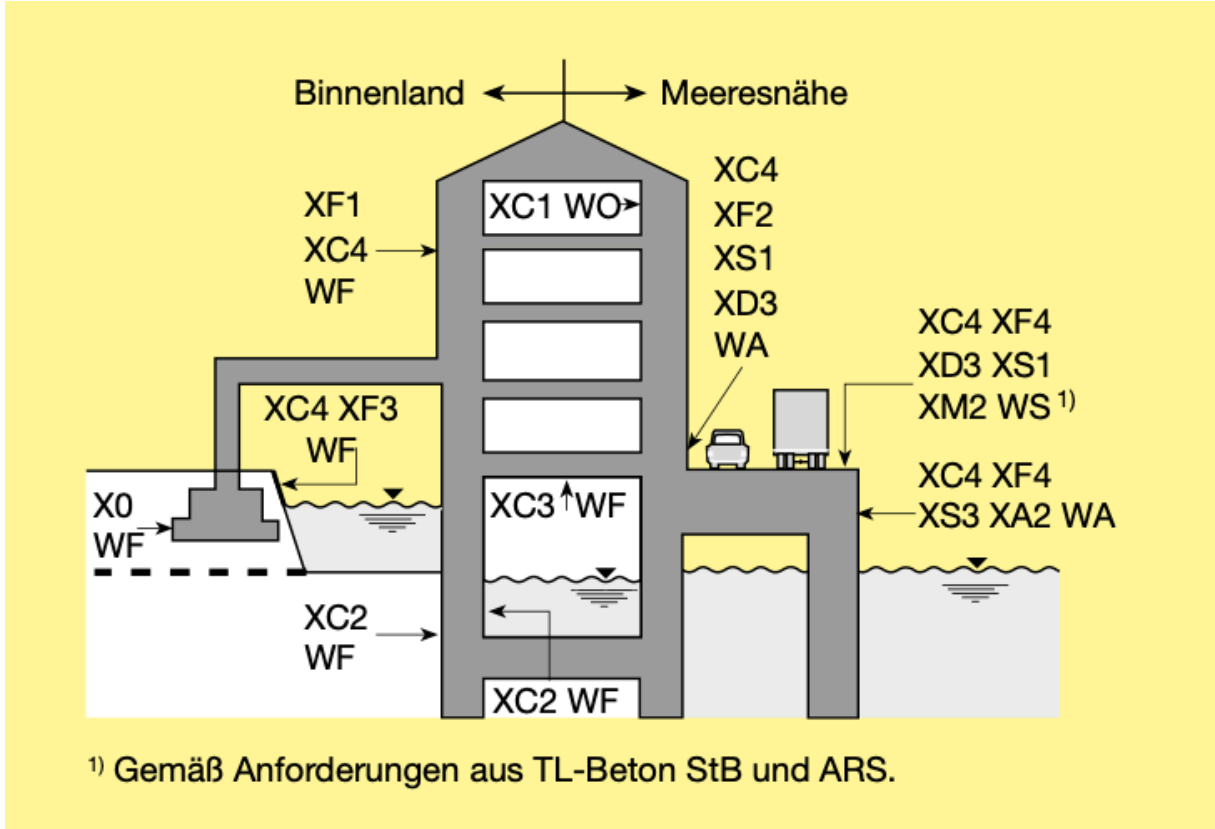 Binnenland
Meeresnähe
XF1
XC4
WF
XC1 WO
XC4
XF2
XS1
XD3
WA
XC4 XF4
XD3 XS1
XM2 WS 1)
XC4 XF3
WF
X0
WF
XC3 WF
XC4 XF4
XS3 XA2 WA
XC2
WF
XC2 WF
1) Gemäß Anforderungen aus TL-Beton StB und ARS.